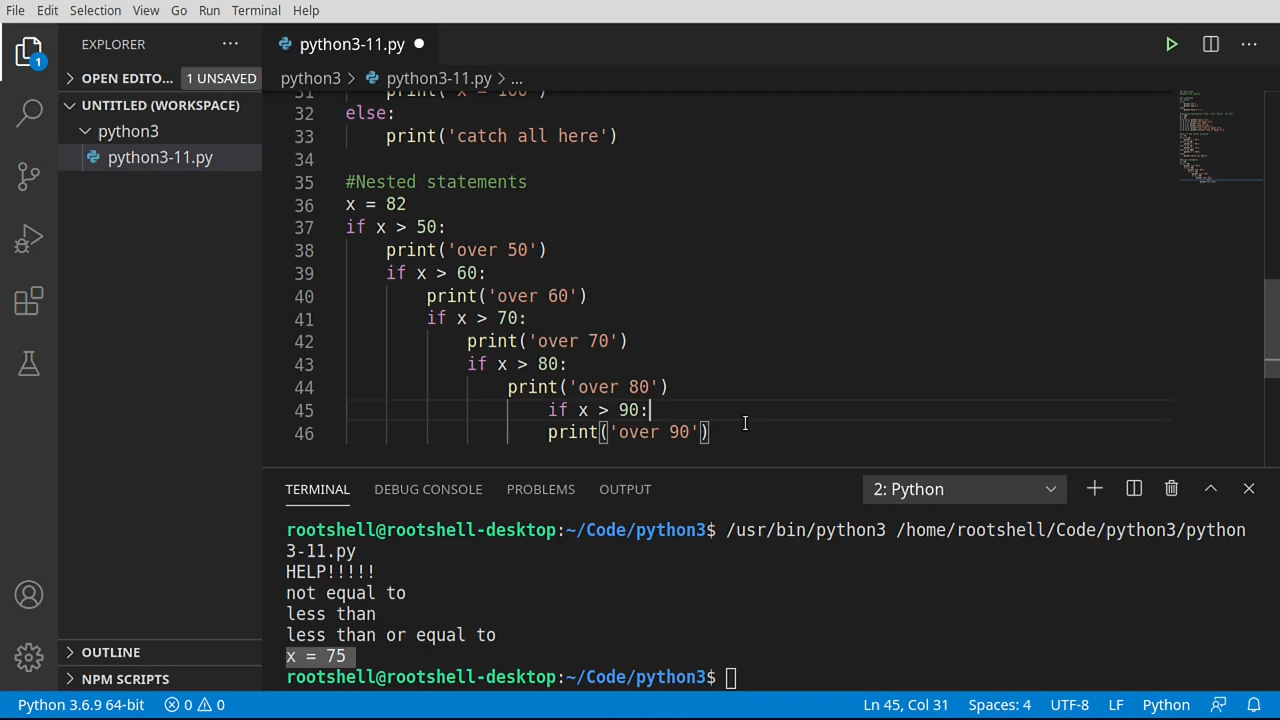 File Edit Selection View Go Run Terminal Help
EXPLORER ...
python3-11.py
1
OPEN EDITO... 1 UNSAVED
python3 > python3-11.py > ...
UNTITLED (WORKSPACE)
python3
python3-11.py
31 print('x = 100')
32 else:
33 print('catch all here')
34
35 #Nested statements
36 x = 82
37 if x > 50:
38 print('over 50')
39 if x > 60:
40 print('over 60')
41 if x > 70:
42 print('over 70')
43 if x > 80:
44 print('over 80')
45 if x > 90:
46 print('over 90')
TERMINAL DEBUG CONSOLE PROBLEMS OUTPUT 2: Python
rootshell@rootshell-desktop:~/Code/python3$ /usr/bin/python3 /home/rootshell/Code/python3/python
3-11.py
HELP!!!!!
not equal to
less than
less than or equal to
x = 75
rootshell@rootshell-desktop:~/Code/python3$
OUTLINE
NPM SCRIPTS
Python 3.6.9 64-bit 0 0 Ln 45, Col 31 Spaces: 4 UTF-8 LF Python